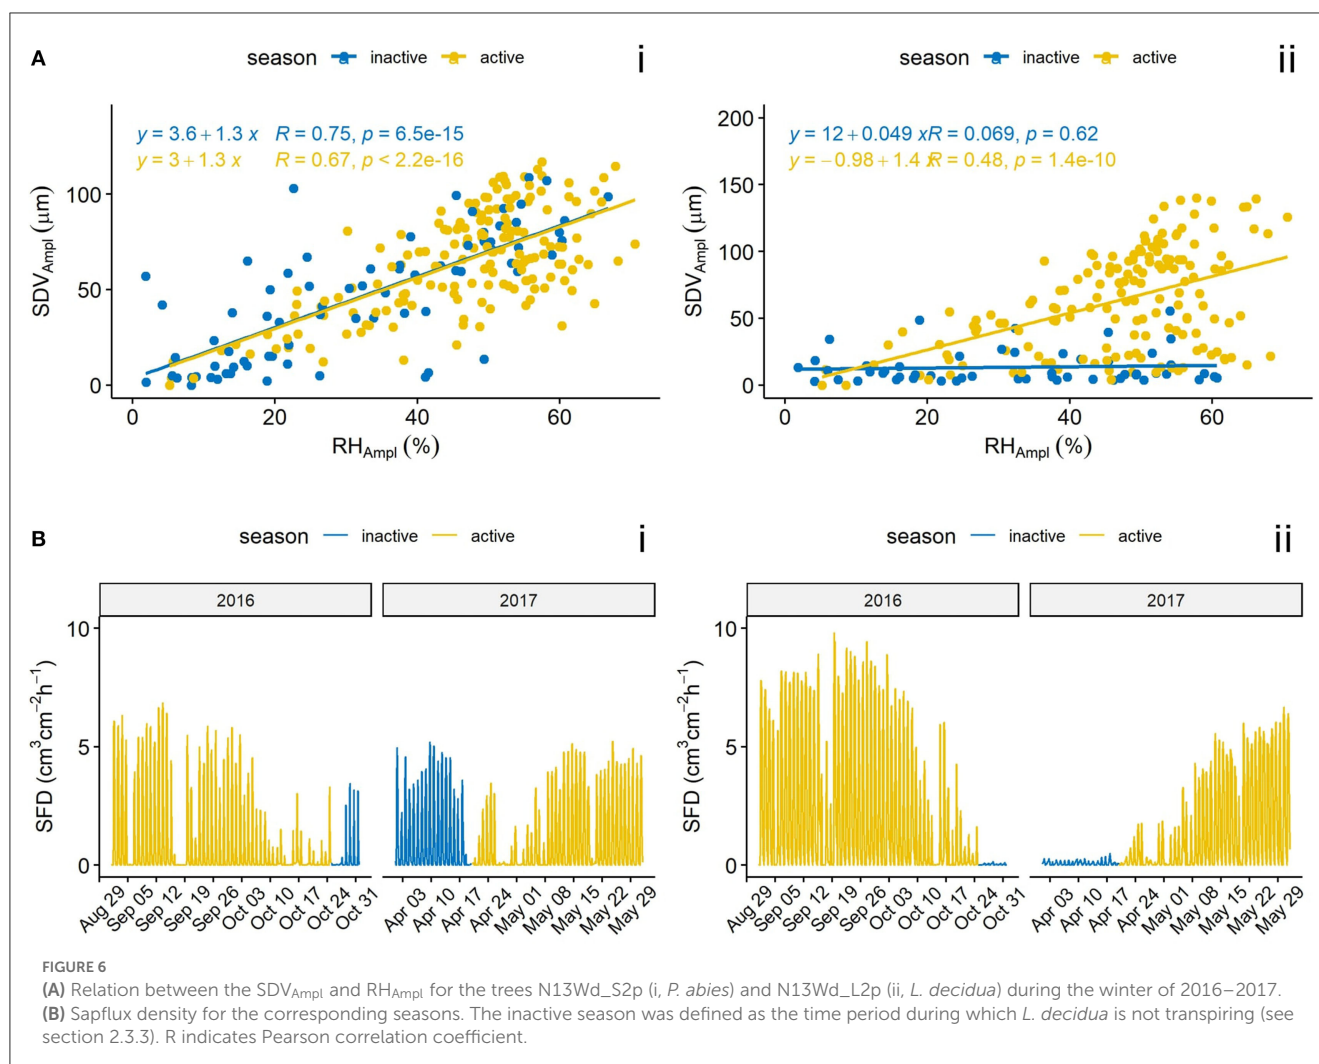 A
season inactive active
i
y = 3.6 + 1.3 x R = 0.75, p = 6.5e-15
y = 3 + 1.3 x R = 0.67, p < 2.2e-16
100
50
0
SDVAmpl (μm)
0 20 40 60
RHAmpl (%)
season inactive active
ii
y = 12 + 0.049 x R = 0.069, p = 0.62
y = −0.98 + 1.4 x R = 0.48, p = 1.4e-10
200
150
100
50
0
SDVAmpl (μm)
0 20 40 60
RHAmpl (%)
B
season inactive active
i
2016 2017
10
5
0
SFD (cm3cm−2h−1)
Aug 29 Sep 05 Sep 12 Sep 19 Sep 26 Oct 03 Oct 10 Oct 17 Oct 24 Oct 31 Apr 03 Apr 10 Apr 17 Apr 24 May 01 May 08 May 15 May 22 May 29
season inactive active
ii
2016 2017
10
5
0
SFD (cm3cm−2h−1)
Aug 29 Sep 05 Sep 12 Sep 19 Sep 26 Oct 03 Oct 10 Oct 17 Oct 24 Oct 31 Apr 03 Apr 10 Apr 17 Apr 24 May 01 May 08 May 15 May 22 May 29
FIGURE 6
(A) Relation between the SDVAmpl and RHAmpl for the trees N13Wd_S2p (i, P. abies) and N13Wd_L2p (ii, L. decidua) during the winter of 2016–2017.
(B) Sapflux density for the corresponding seasons. The inactive season was defined as the time period during which L. decidua is not transpiring (see
section 2.3.3). R indicates Pearson correlation coefficient.